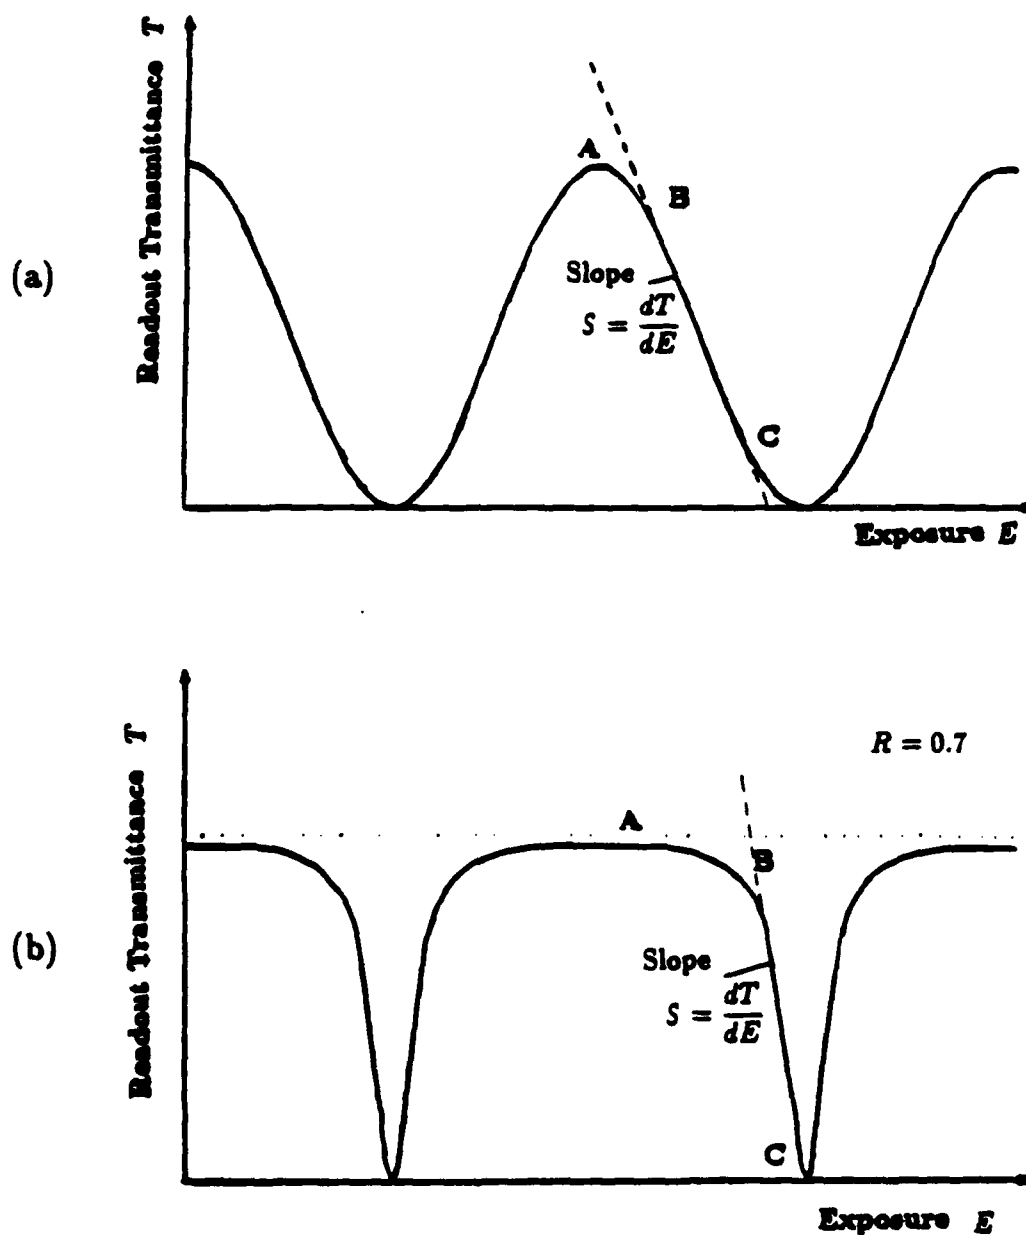 (a)
Readout Transmittance T
A
B
Slope
S = dT/dE
C
Exposure E
(b)
Readout Transmittance T
R = 0.7
A
B
Slope
S = dT/dE
C
Exposure E